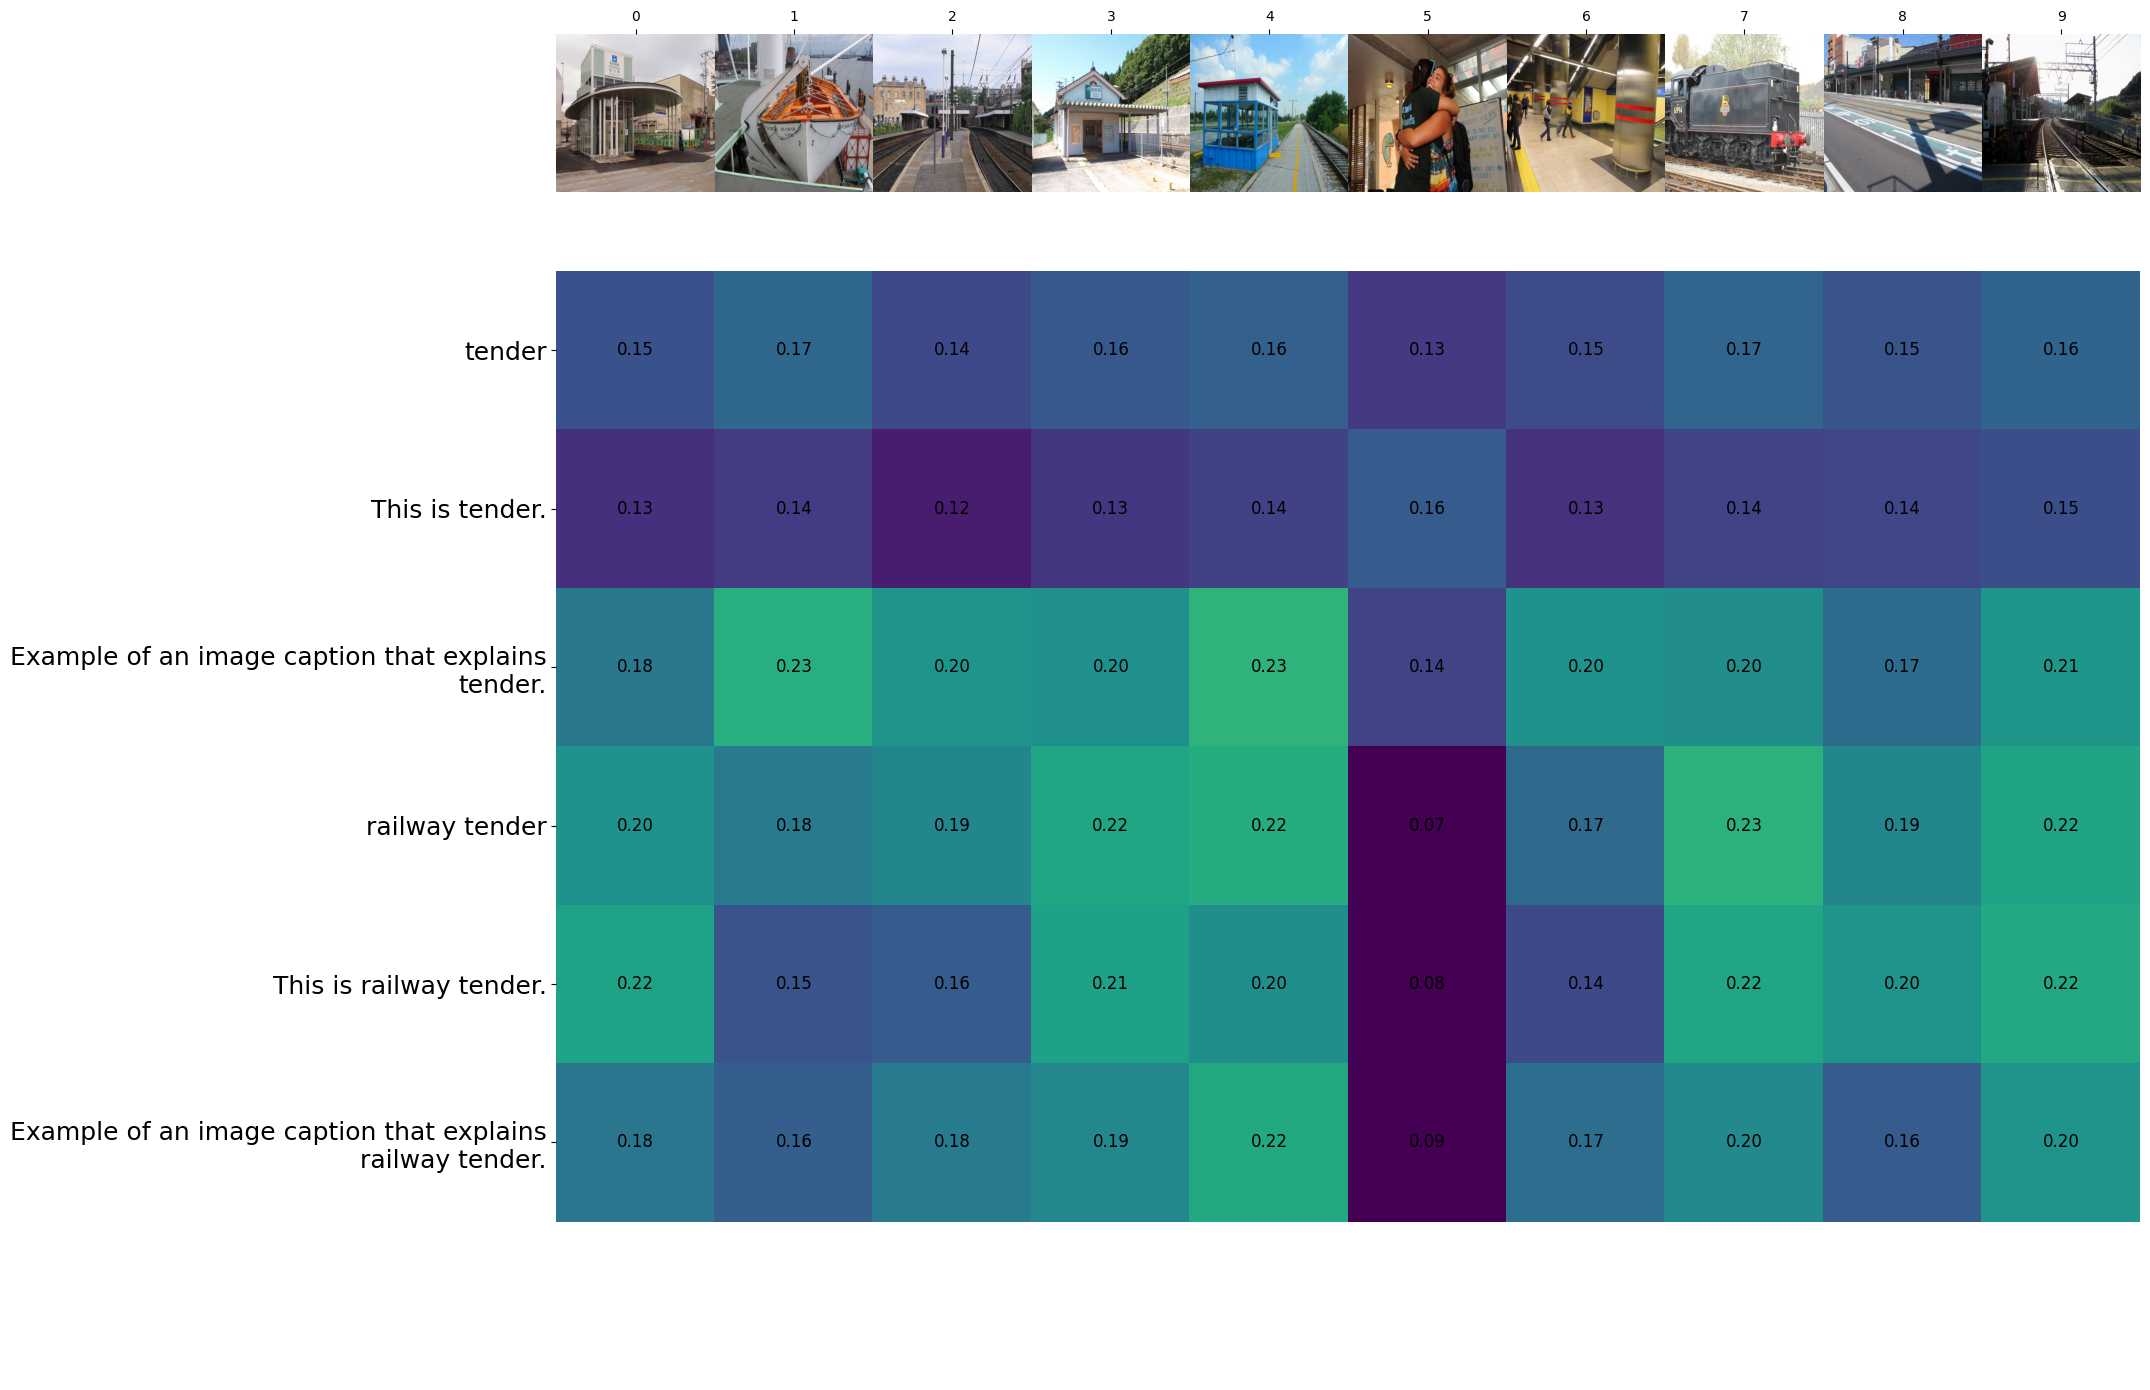 0 1 2 3 4 5 6 7 8 9
tender 0.15 0.17 0.14 0.16 0.16 0.13 0.15 0.17 0.15 0.16
This is tender. 0.13 0.14 0.12 0.13 0.14 0.16 0.13 0.14 0.14 0.15
Example of an image caption that explains
tender. 0.18 0.23 0.20 0.20 0.23 0.14 0.20 0.20 0.17 0.21
railway tender 0.20 0.18 0.19 0.22 0.22 0.07 0.17 0.23 0.19 0.22
This is railway tender. 0.22 0.15 0.16 0.21 0.20 0.08 0.14 0.22 0.20 0.22
Example of an image caption that explains
railway tender. 0.18 0.16 0.18 0.19 0.22 0.09 0.17 0.20 0.16 0.20